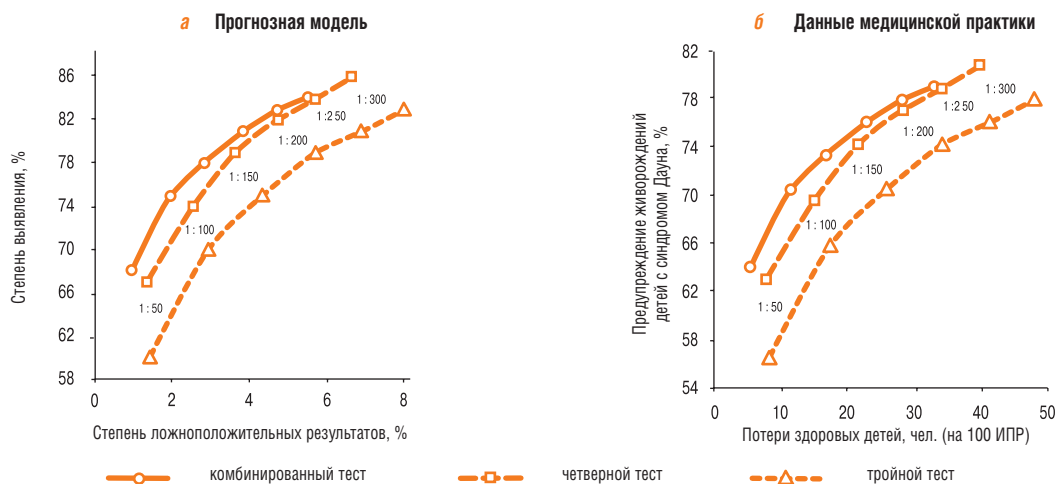 а Прогнозная модель
Степень выявления, %
86
82
78
74
70
66
62
58
1 : 300
1:2 50
1 : 200
1 : 150
1 : 100
1 : 50
0 2 4 6 8
Степень ложноположительных результатов, %
б Данные медицинской практики
Предупреждение живорождений
детей с синдромом Дауна, %
82
78
74
70
66
62
58
54
1 : 300
1 : 2 50
1 : 200
1 : 150
1 : 100
1 : 50
0 10 20 30 40 50
Потери здоровых детей, чел. (на 100 ИПР)
комбинированный тест четверной тест тройной тест